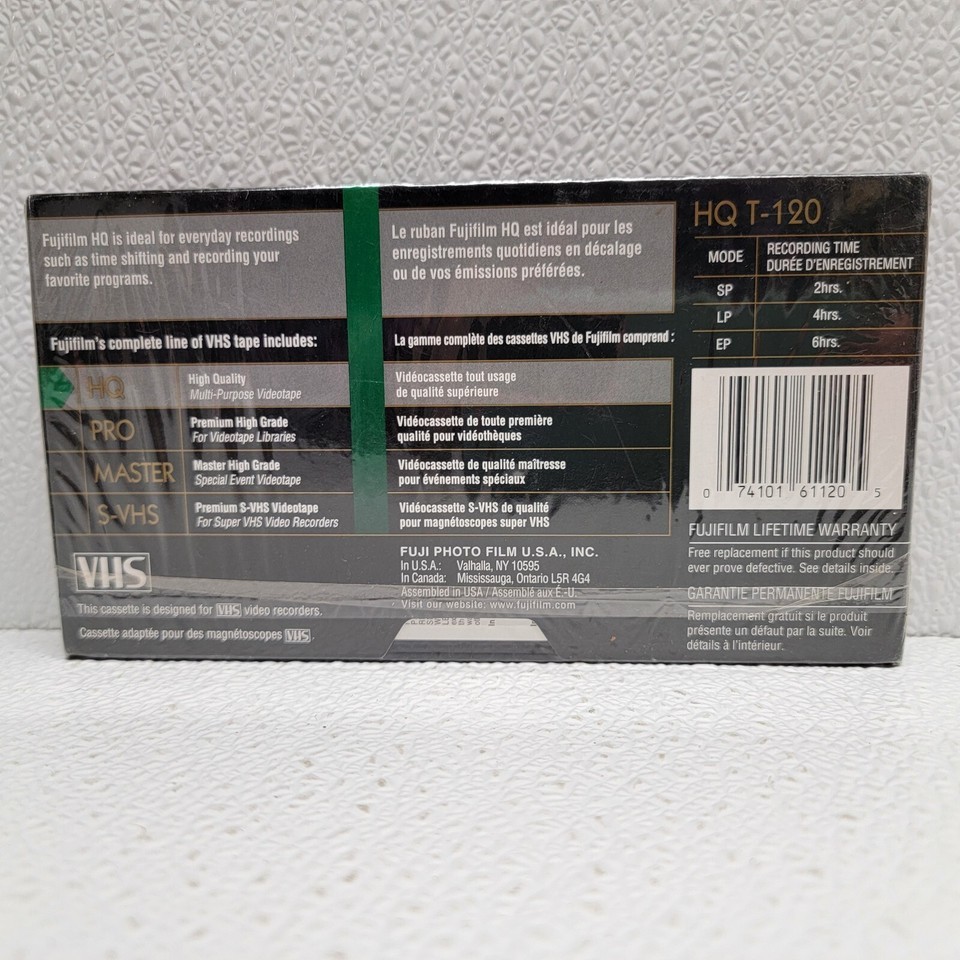 Fujifilm HQ is ideal for everyday recordings
such as time shifting and recording your
favorite programs.
Le ruban Fujifilm HQ est idéal pour les
enregistrements quotidiens en décalage
ou de vos émissions préférées.
HQ T-120
MODE
RECORDING TIME
DURÉE D'ENREGISTREMENT
SP 2hrs.
LP 4hrs.
EP 6hrs.
Fujifilm's complete line of VHS tape includes:
La gamme complète des cassettes VHS de Fujifilm comprend :
HQ
High Quality
Multi-Purpose Videotape
Vidéocassette tout usage
de qualité supérieure
PRO
Premium High Grade
For Videotape Libraries
Vidéocassette de toute première
qualité pour vidéothèques
MASTER
Master High Grade
Special Event Videotape
Vidéocassette de qualité maîtresse
pour événements spéciaux
S-VHS
Premium S-VHS Videotape
For Super VHS Video Recorders
Vidéocassette S-VHS de qualité
pour magnétoscopes super VHS
0 74101 61120 5
VHS
This cassette is designed for VHS video recorders.
Cassette adaptée pour des magnétoscopes VHS.
FUJI PHOTO FILM U.S.A., INC.
In U.S.A.: Valhalla, NY 10595
In Canada: Mississauga, Ontario L5R 4G4
Assembled in USA / Assemblé aux É.-U.
Visit our website: www.fujifilm.com
FUJIFILM LIFETIME WARRANTY
Free replacement if this product should
ever prove defective. See details inside.
GARANTIE PERMANENTE FUJIFILM
Remplacement gratuit si le produit
présente un défaut par la suite. Voir
détails à l'intérieur.